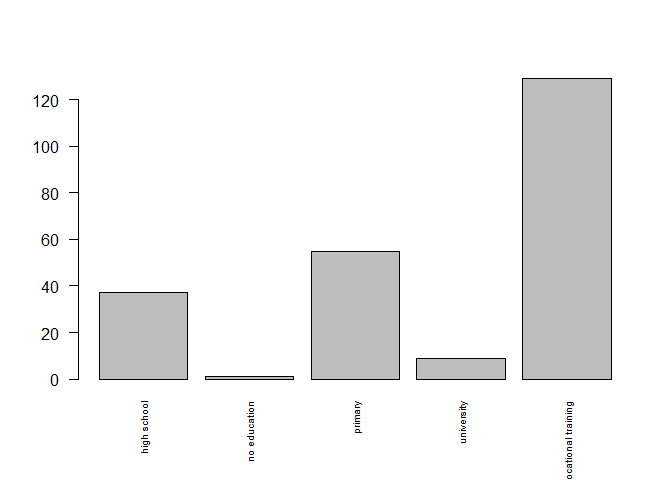 120
100
80
60
40
20
0
high school
no education
primary
university
ocational training